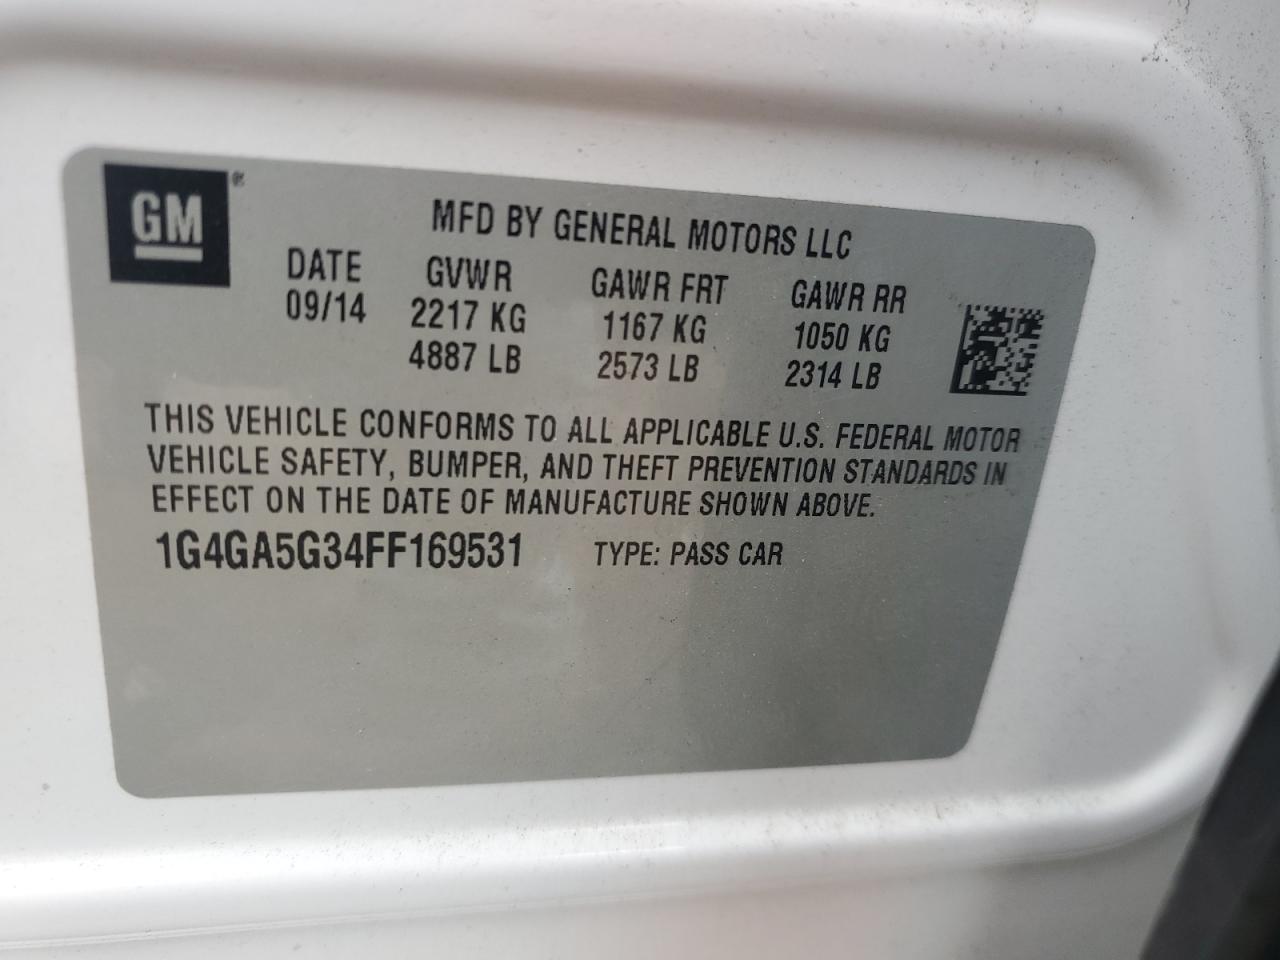 GM®
MFD BY GENERAL MOTORS LLC
DATE GVWR GAWR FRT GAWR RR
09/14 2217 KG 1167 KG 1050 KG
4887 LB 2573 LB 2314 LB
THIS VEHICLE CONFORMS TO ALL APPLICABLE U.S. FEDERAL MOTOR
VEHICLE SAFETY, BUMPER, AND THEFT PREVENTION STANDARDS IN
EFFECT ON THE DATE OF MANUFACTURE SHOWN ABOVE.
1G4GA5G34FF169531 TYPE: PASS CAR